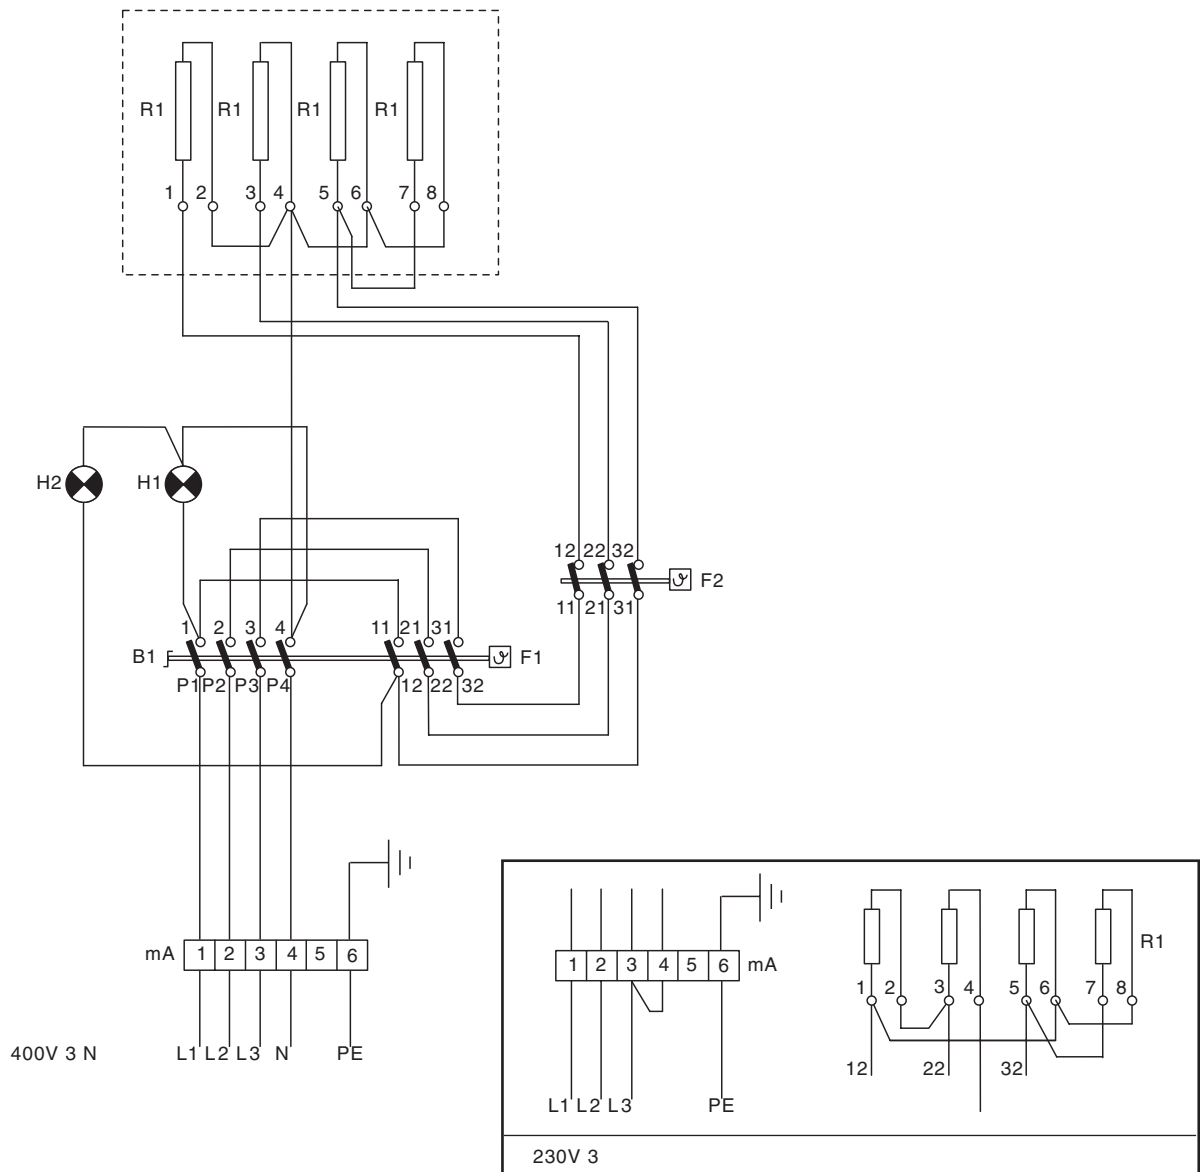 R1 R1 R1 R1
1 2 3 4 5 6 7 8
H2 H1
12 22 32
F2
11 21 31
1 2 3 4 11 21 31
B1 F1
P1 P2 P3 P4 12 22 32
mA 1 2 3 4 5 6
400V 3 N L1 L2 L3 N PE
R1
1 2 3 4 5 6 mA
1 2 3 4 5 6 7 8
12 22 32
L1 L2 L3 PE
230V 3